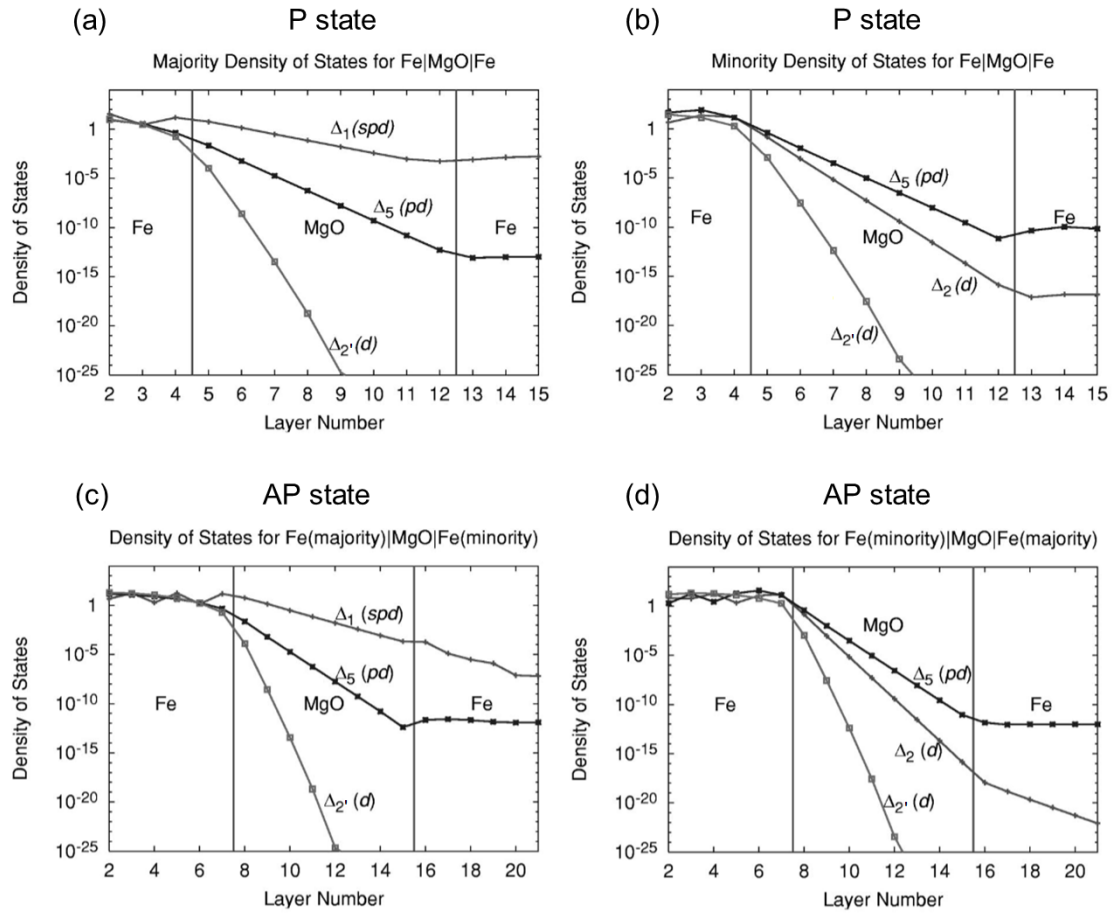 (a) P state
Majority Density of States for Fe|MgO|Fe
Density of States
1
10-5
10-10
10-15
10-20
10-25
Δ1(spd)
Δ5 (pd)
Fe MgO Fe
Δ2'(d)
2 3 4 5 6 7 8 9 10 11 12 13 14 15
Layer Number
(b) P state
Minority Density of States for Fe|MgO|Fe
Density of States
1
10-5
10-10
10-15
10-20
10-25
Δ5 (pd)
Fe MgO Fe
Δ2 (d)
Δ2'(d)
2 3 4 5 6 7 8 9 10 11 12 13 14 15
Layer Number
(c) AP state
Density of States for Fe(majority)|MgO|Fe(minority)
Density of States
1
10-5
10-10
10-15
10-20
10-25
Δ1 (spd)
Δ5 (pd)
Fe MgO Fe
Δ2' (d)
2 4 6 8 10 12 14 16 18 20
Layer Number
(d) AP state
Density of States for Fe(minority)|MgO|Fe(majority)
Density of States
1
10-5
10-10
10-15
10-20
10-25
MgO
Δ5 (pd)
Fe Fe
Δ2 (d)
Δ2' (d)
2 4 6 8 10 12 14 16 18 20
Layer Number